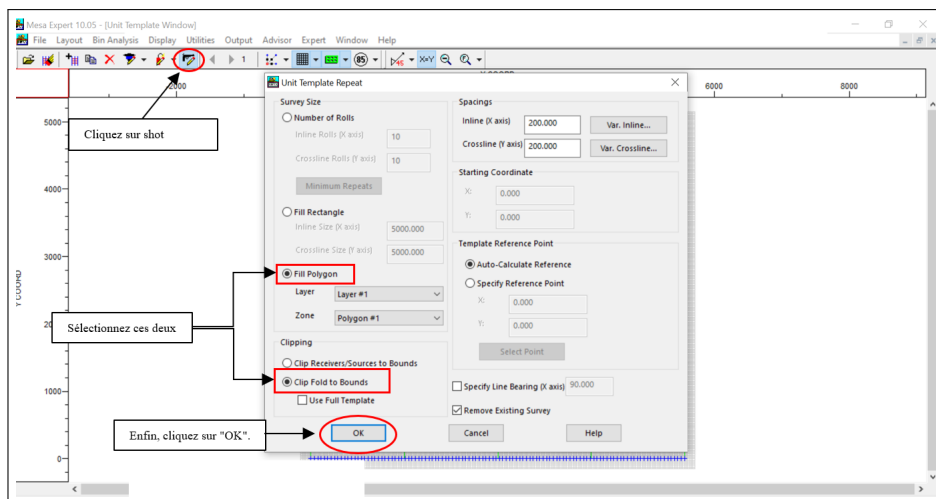 Mesa Expert 10.05 - [Unit Template Window]
File Layout Bin Analysis Display Utilities Output Advisor Expert Window Help
1
85
45
X=Y
2000
6000
8000
Cliquez sur shot
Unit Template Repeat
Survey Size
Number of Rolls
Inline Rolls (X axis) 10
Crossline Rolls (Y axis) 10
Minimum Repeats
Fill Rectangle
Inline Size (X axis) 5000.000
Crossline Size (Y axis) 5000.000
Fill Polygon
Layer Layer #1
Zone Polygon #1
Clipping
Clip Receivers/Sources to Bounds
Clip Fold to Bounds
Use Full Template
OK
Spacings
Inline (X axis) 200.000 Var. Inline...
Crossline (Y axis) 200.000 Var. Crossline...
Starting Coordinate
X: 0.000
Y: 0.000
Template Reference Point
Auto-Calculate Reference
Specify Reference Point
X: 0.000
Y: 0.000
Select Point
Specify Line Bearing (X axis) 90.000
Remove Existing Survey
Cancel
Help
5000
4000
3000
1000
0
Y COORD
Sélectionnez ces deux
Enfin, cliquez sur "OK".